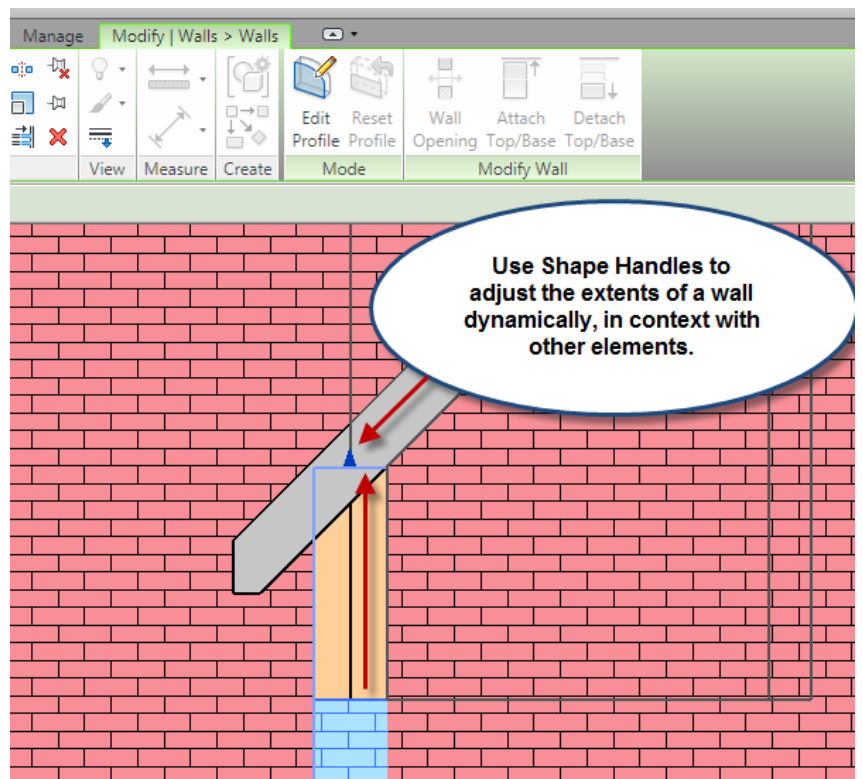 Manage Modify | Walls > Walls
Edit Profile
Reset Profile
Wall Opening
Attach Top/Base
Detach Top/Base
View Measure Create Mode Modify Wall
Use Shape Handles to
adjust the extents of a wall
dynamically, in context with
other elements.